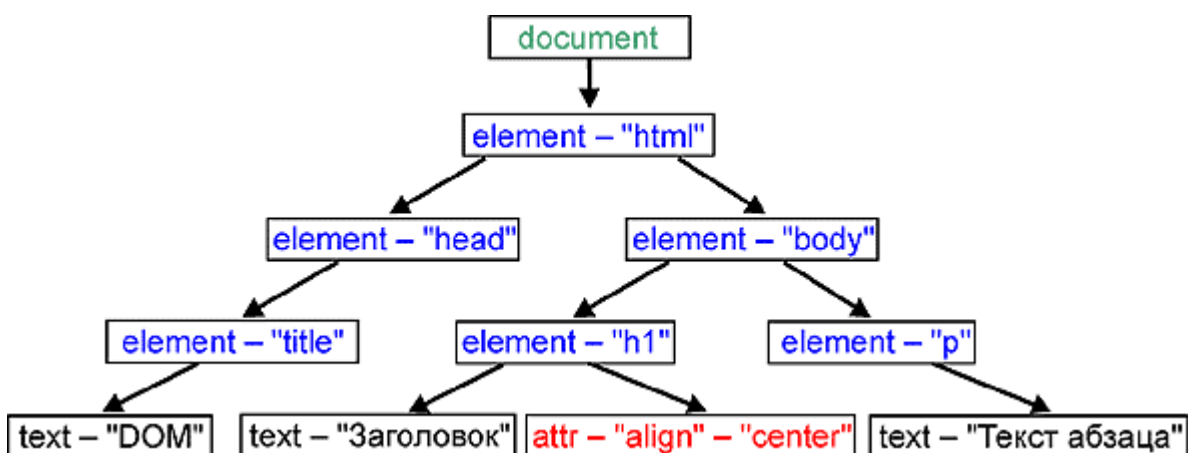 document
element – "html"
element – "head" element – "body"
element – "title" element – "h1" element – "p"
text – "DOM" text – "Заголовок" attr – "align" – "center" text – "Текст абзаца"